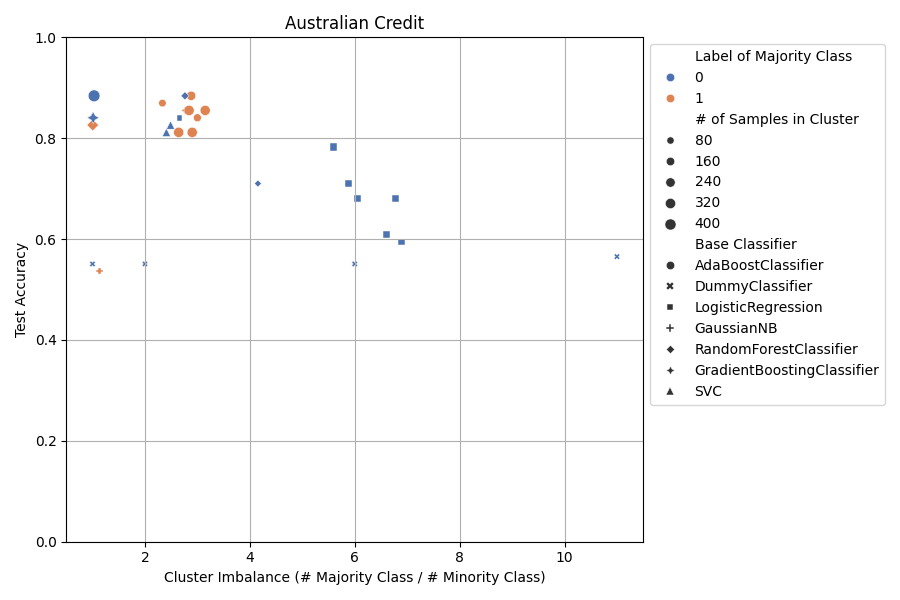 Australian Credit
1.0
0.8
0.6
0.4
0.2
0.0
Test Accuracy
2
4
6
8
10
Cluster Imbalance (# Majority Class / # Minority Class)
Label of Majority Class
0
1
# of Samples in Cluster
80
160
240
320
400
Base Classifier
AdaBoostClassifier
DummyClassifier
LogisticRegression
GaussianNB
RandomForestClassifier
GradientBoostingClassifier
SVC